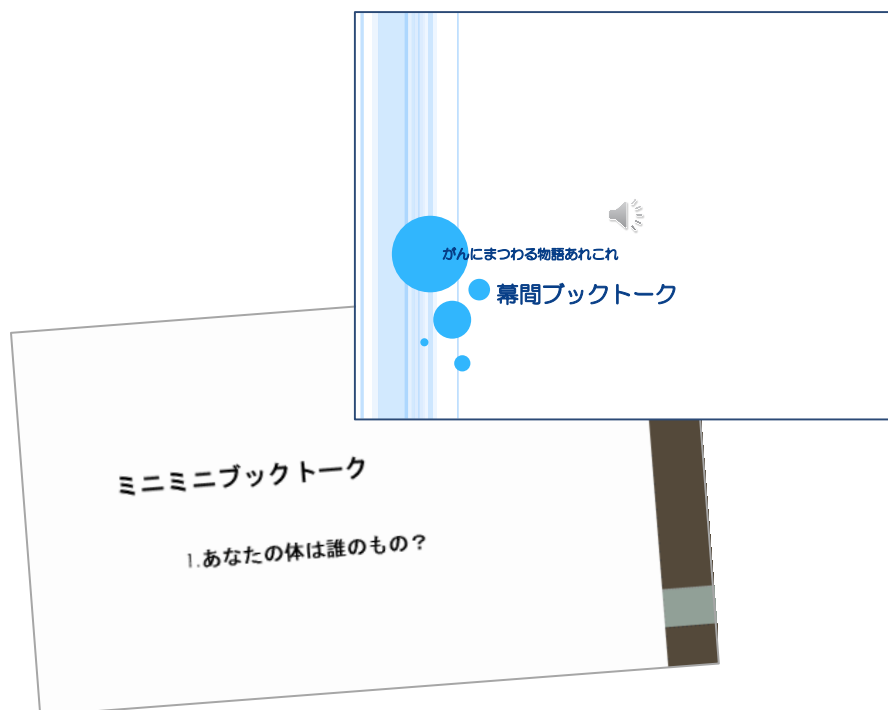 がんにまつわる物語あれこれ
幕間ブックトーク
ミニミニブックトーク
1.あなたの体は誰のもの？